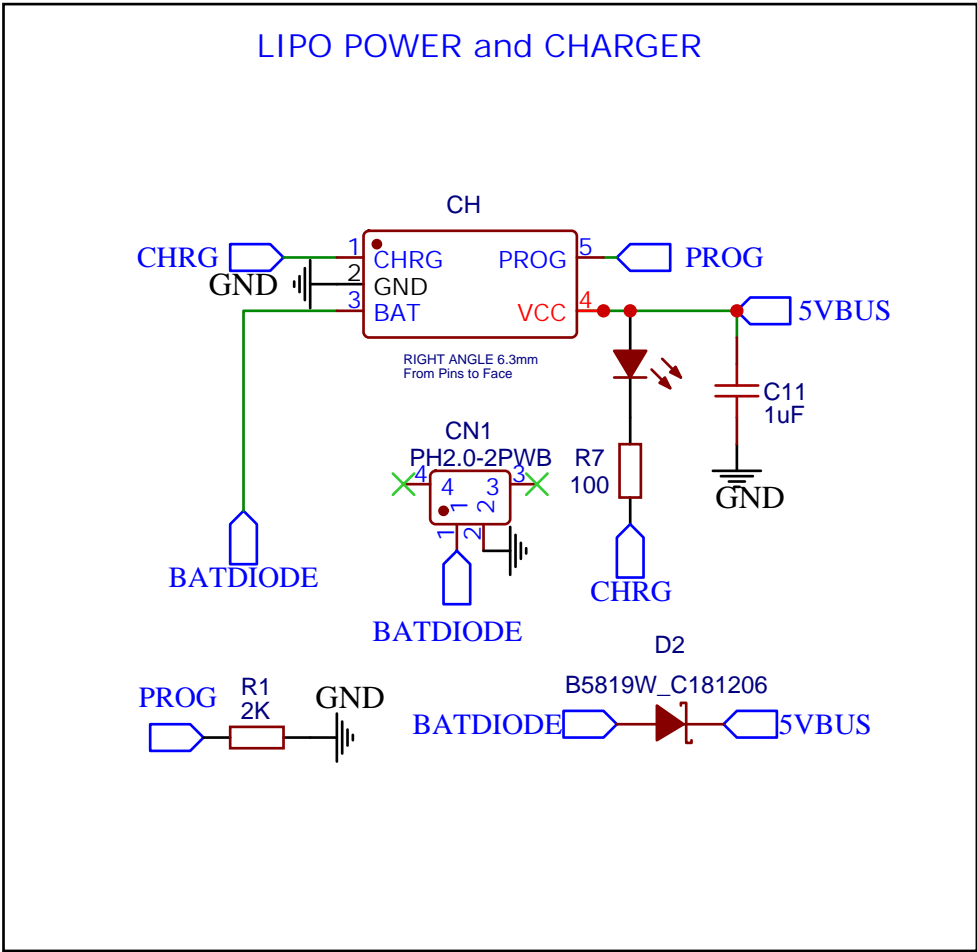 LIPO POWER and CHARGER
CH
CHRG
1
CHRG
PROG
5
PROG
GND
2
GND
3
BAT
VCC
4
5VBUS
RIGHT ANGLE 6.3mm
From Pins to Face
C11
1uF
CN1
PH2.0-2PWB
4
3
4
3
1
2
1
2
R7
100
GND
BATDIODE
BATDIODE
CHRG
D2
B5819W_C181206
PROG
R1
2K
GND
BATDIODE
5VBUS